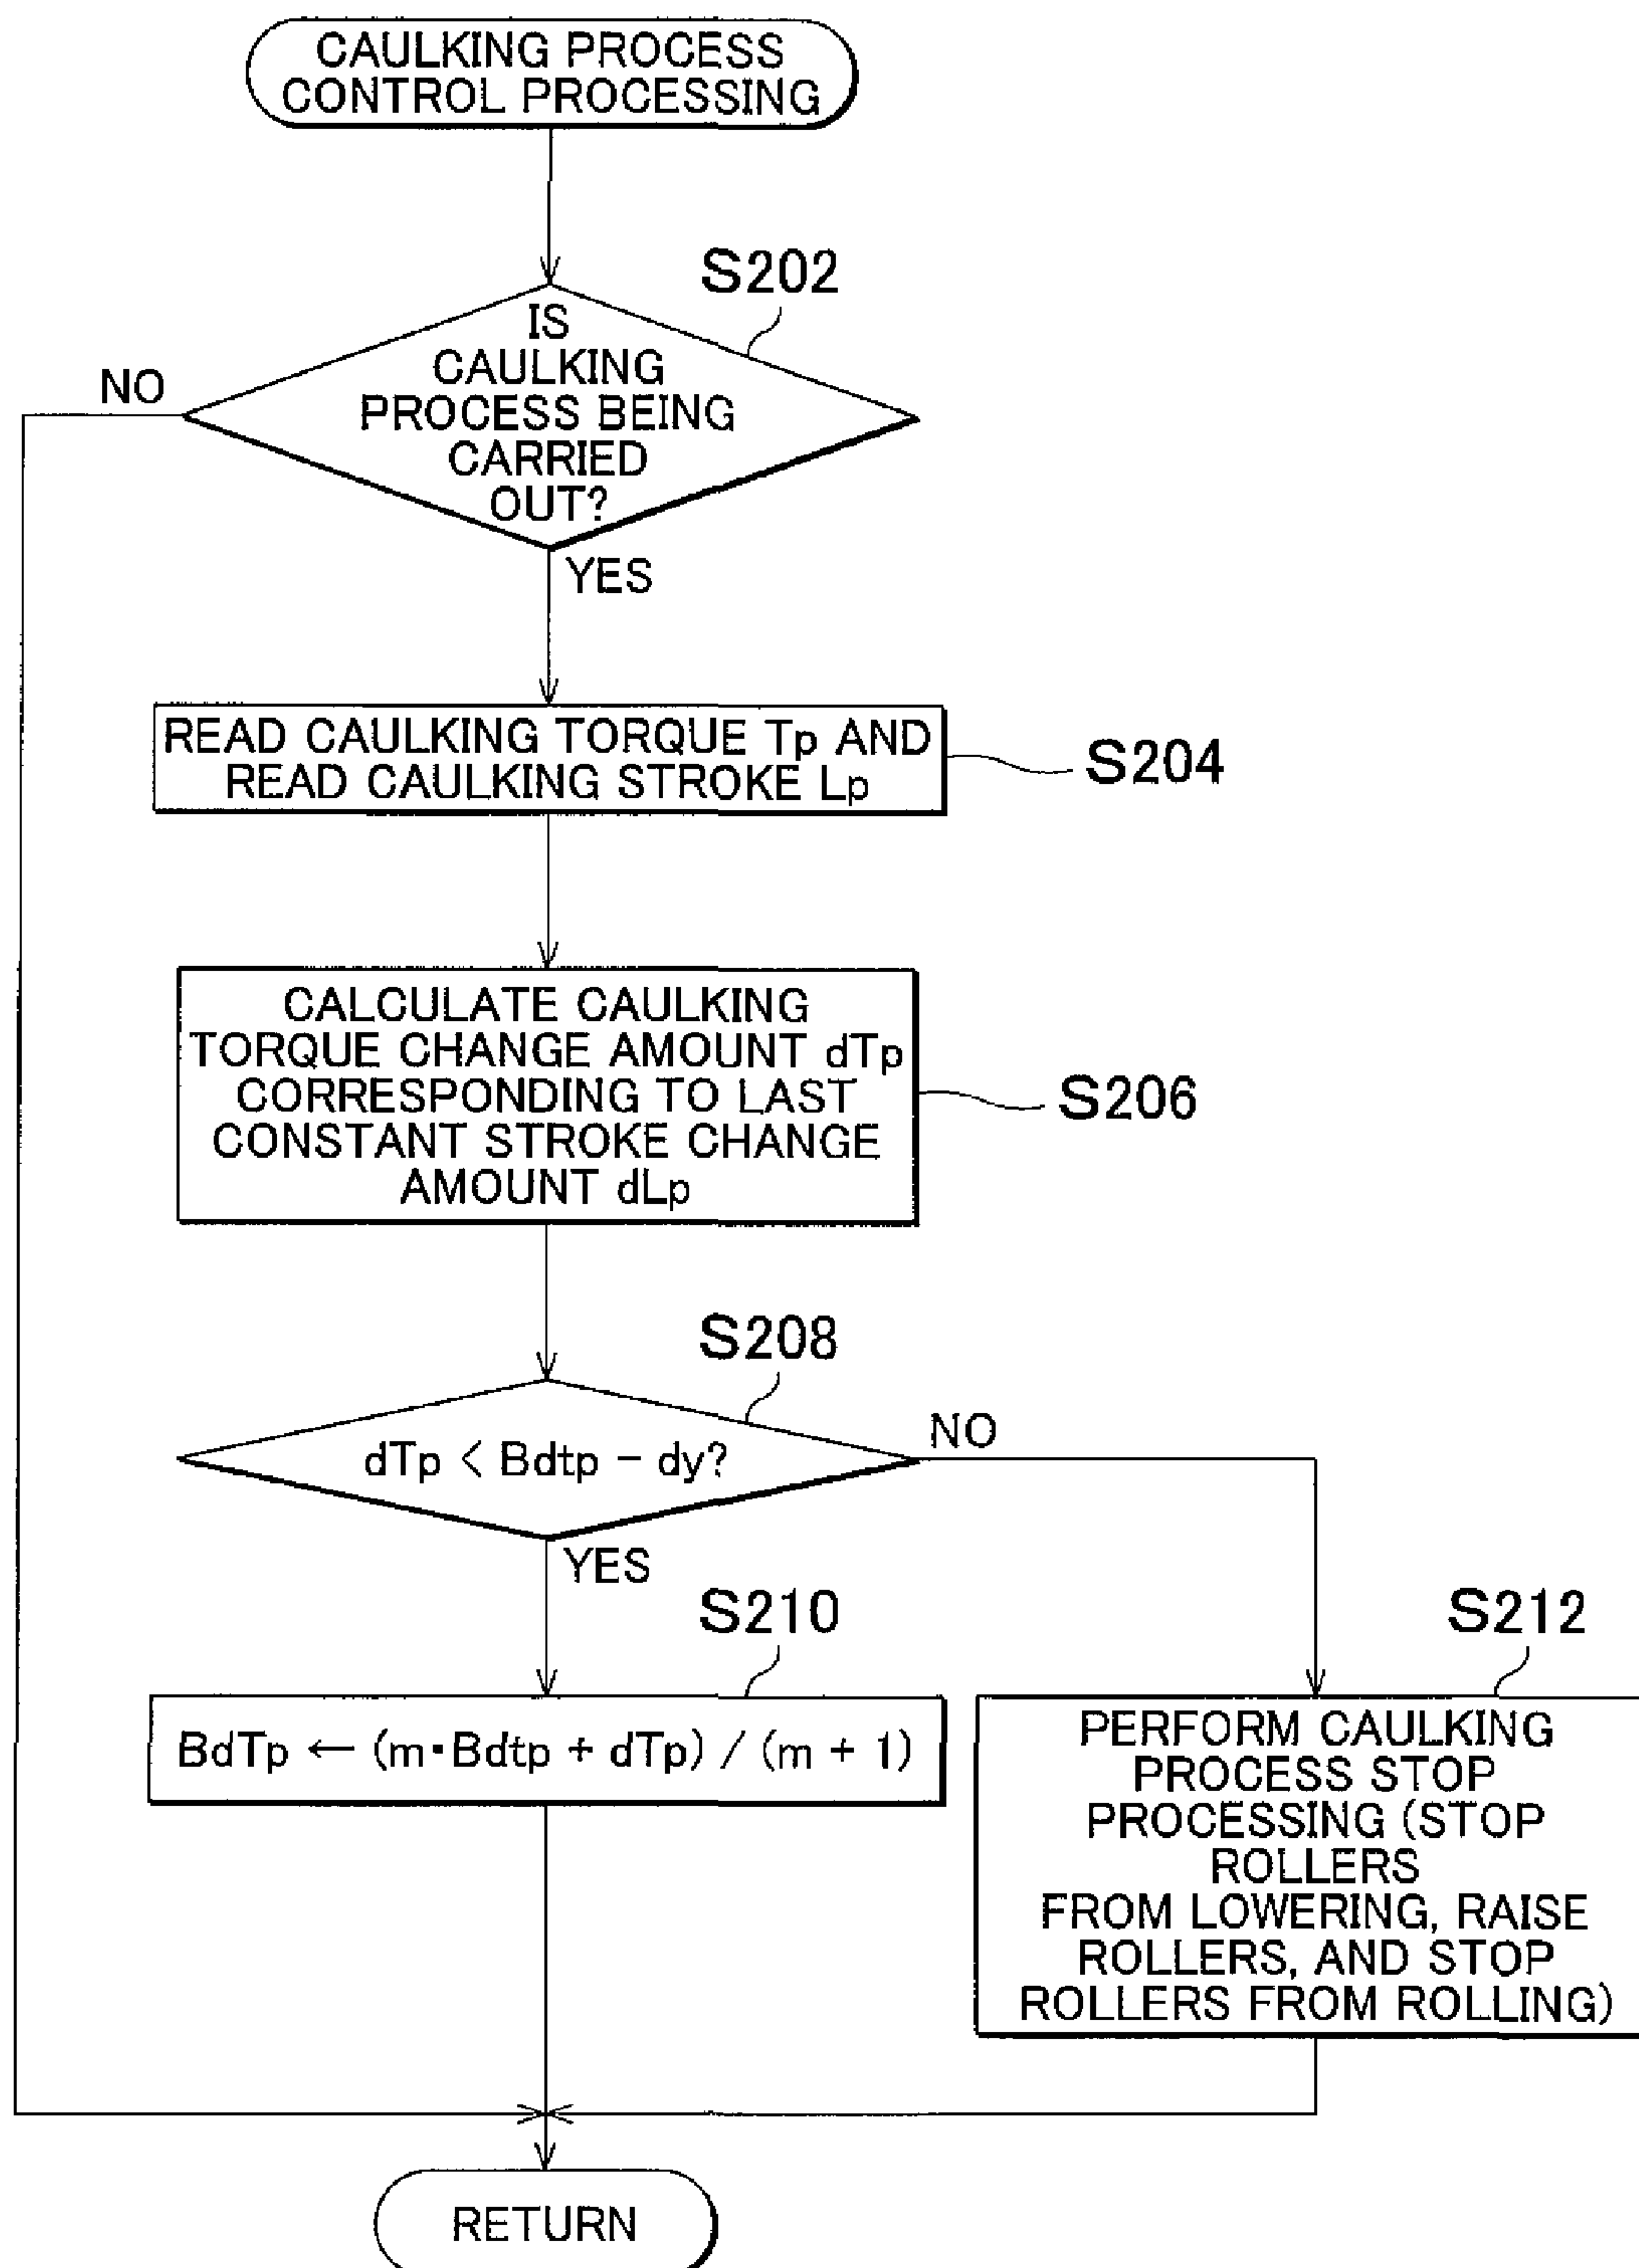 CAULKING PROCESS
CONTROL PROCESSING
S202
IS
CAULKING
PROCESS BEING
CARRIED
OUT?
NO
YES
READ CAULKING TORQUE Tp AND
READ CAULKING STROKE Lp
S204
CALCULATE CAULKING
TORQUE CHANGE AMOUNT dTp
CORRESPONDING TO LAST
CONSTANT STROKE CHANGE
AMOUNT dLp
S206
S208
dTp < Bdtp - dy?
NO
YES
S210
BdTp ← (m·Bdtp + dTp) / (m + 1)
S212
PERFORM CAULKING
PROCESS STOP
PROCESSING (STOP
ROLLERS
FROM LOWERING, RAISE
ROLLERS, AND STOP
ROLLERS FROM ROLLING)
RETURN